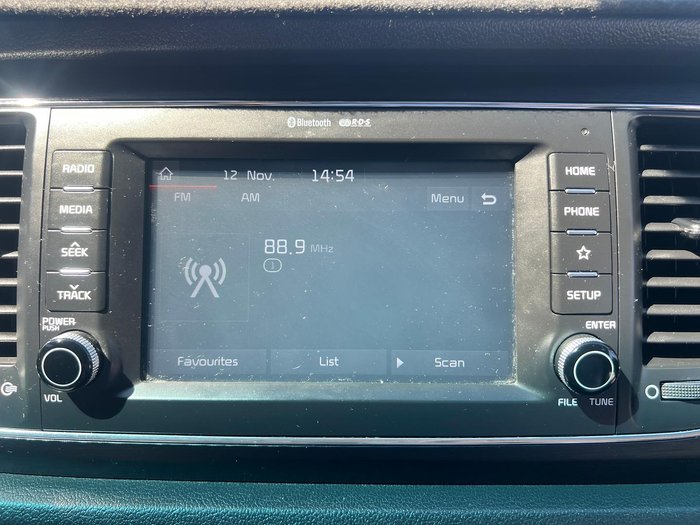 Bluetooth R·D·S
RADIO
MEDIA
SEEK
TRACK
POWER
PUSH
VOL
12 Nov. 14:54
FM AM Menu
88.9 MHz
1
Favourites List Scan
HOME
PHONE
SETUP
ENTER
FILE TUNE